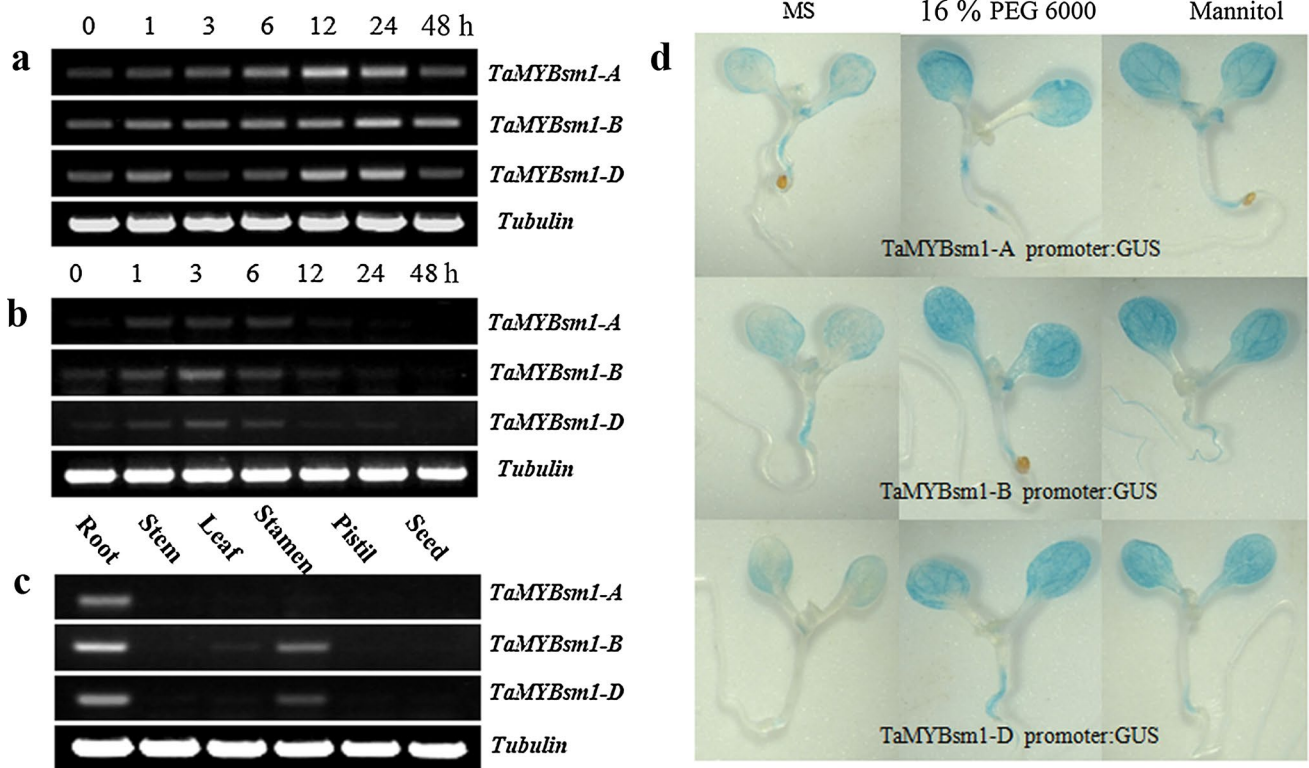 a
0 1 3 6 12 24 48 h
TaMYBsm1-A
TaMYBsm1-B
TaMYBsm1-D
Tubulin
b
0 1 3 6 12 24 48 h
TaMYBsm1-A
TaMYBsm1-B
TaMYBsm1-D
Tubulin
c
Root Stem Leaf Stamen Pistil Seed
TaMYBsm1-A
TaMYBsm1-B
TaMYBsm1-D
Tubulin
d
MS 16 % PEG 6000 Mannitol
TaMYBsm1-A promoter:GUS
TaMYBsm1-B promoter:GUS
TaMYBsm1-D promoter:GUS